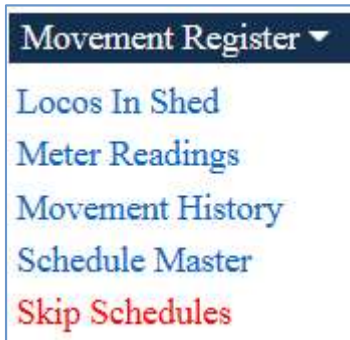 Movement Register
Locos In Shed
Meter Readings
Movement History
Schedule Master
Skip Schedules